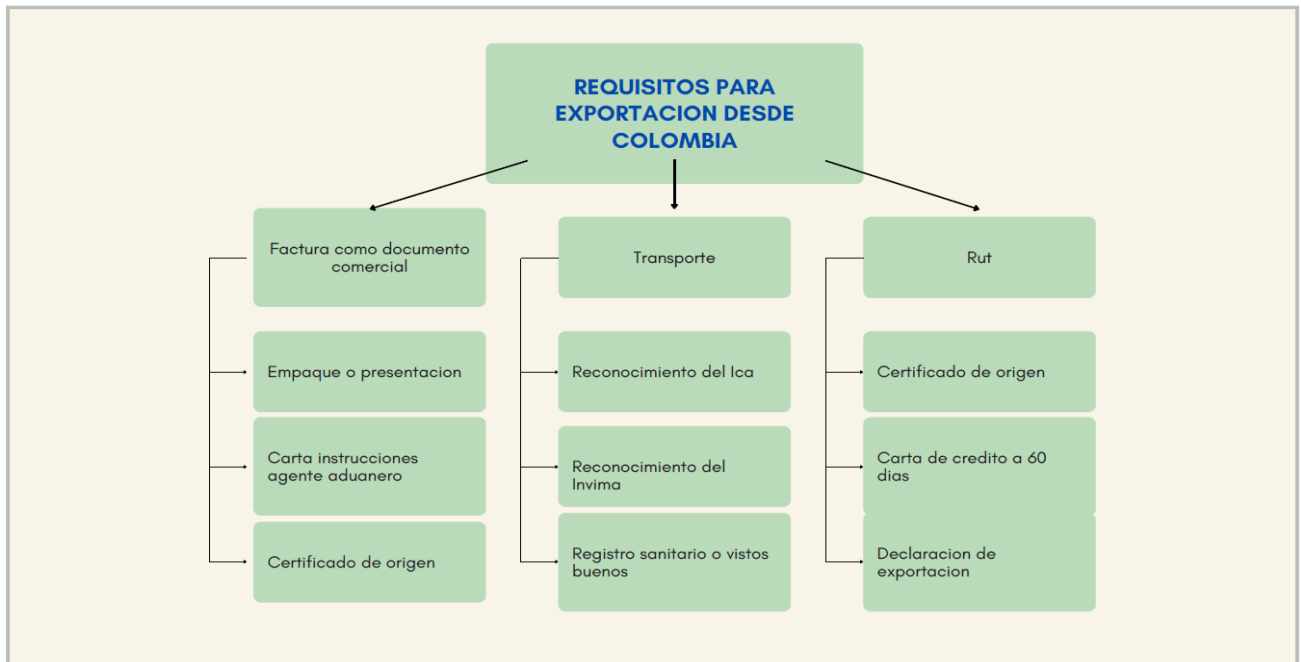 REQUISITOS PARA
EXPORTACION DESDE
COLOMBIA
Factura como documento
comercial
Empaque o presentacion
Carta instrucciones
agente aduanero
Certificado de origen
Transporte
Reconocimiento del Ica
Reconocimiento del
Invima
Registro sanitario o vistos
buenos
Rut
Certificado de origen
Carta de credito a 60
dias
Declaracion de
exportacion